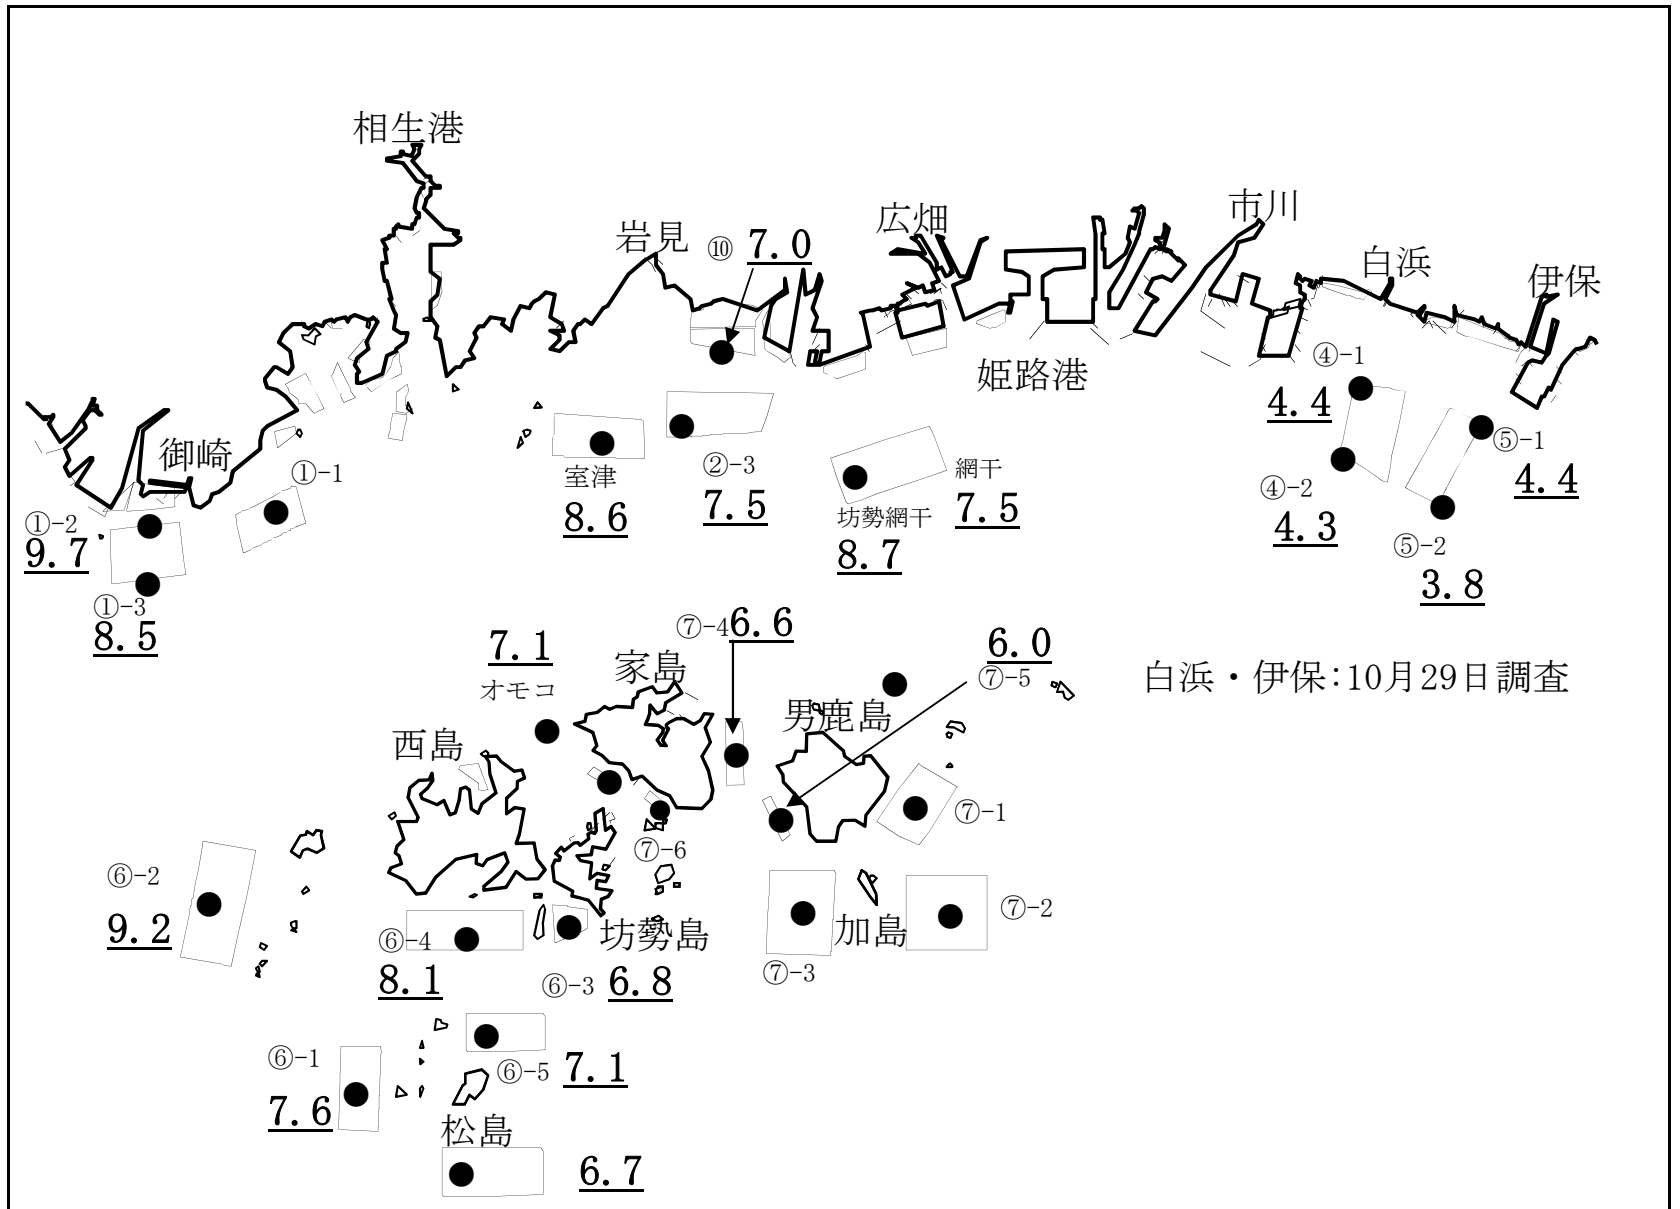 相生港
市川
広畑
岩見
⑩ 7.0
白浜
伊保
姫路港
④-1
4.4
御崎
①-1
室津
8.6
②-3
7.5
網干
7.5
坊勢網干
8.7
⑤-1
4.4
④-2
4.3
①-2
9.7
⑤-2
3.8
①-3
8.5
⑦-4 6.6
7.1
オモコ
家島
6.0
⑦-5
白浜・伊保:10月29日調査
男鹿島
西島
⑦-1
⑦-6
⑥-2
9.2
⑦-2
加島
坊勢島
⑥-4
8.1
⑥-3 6.8
⑦-3
⑥-1
7.6
⑥-5 7.1
松島
6.7